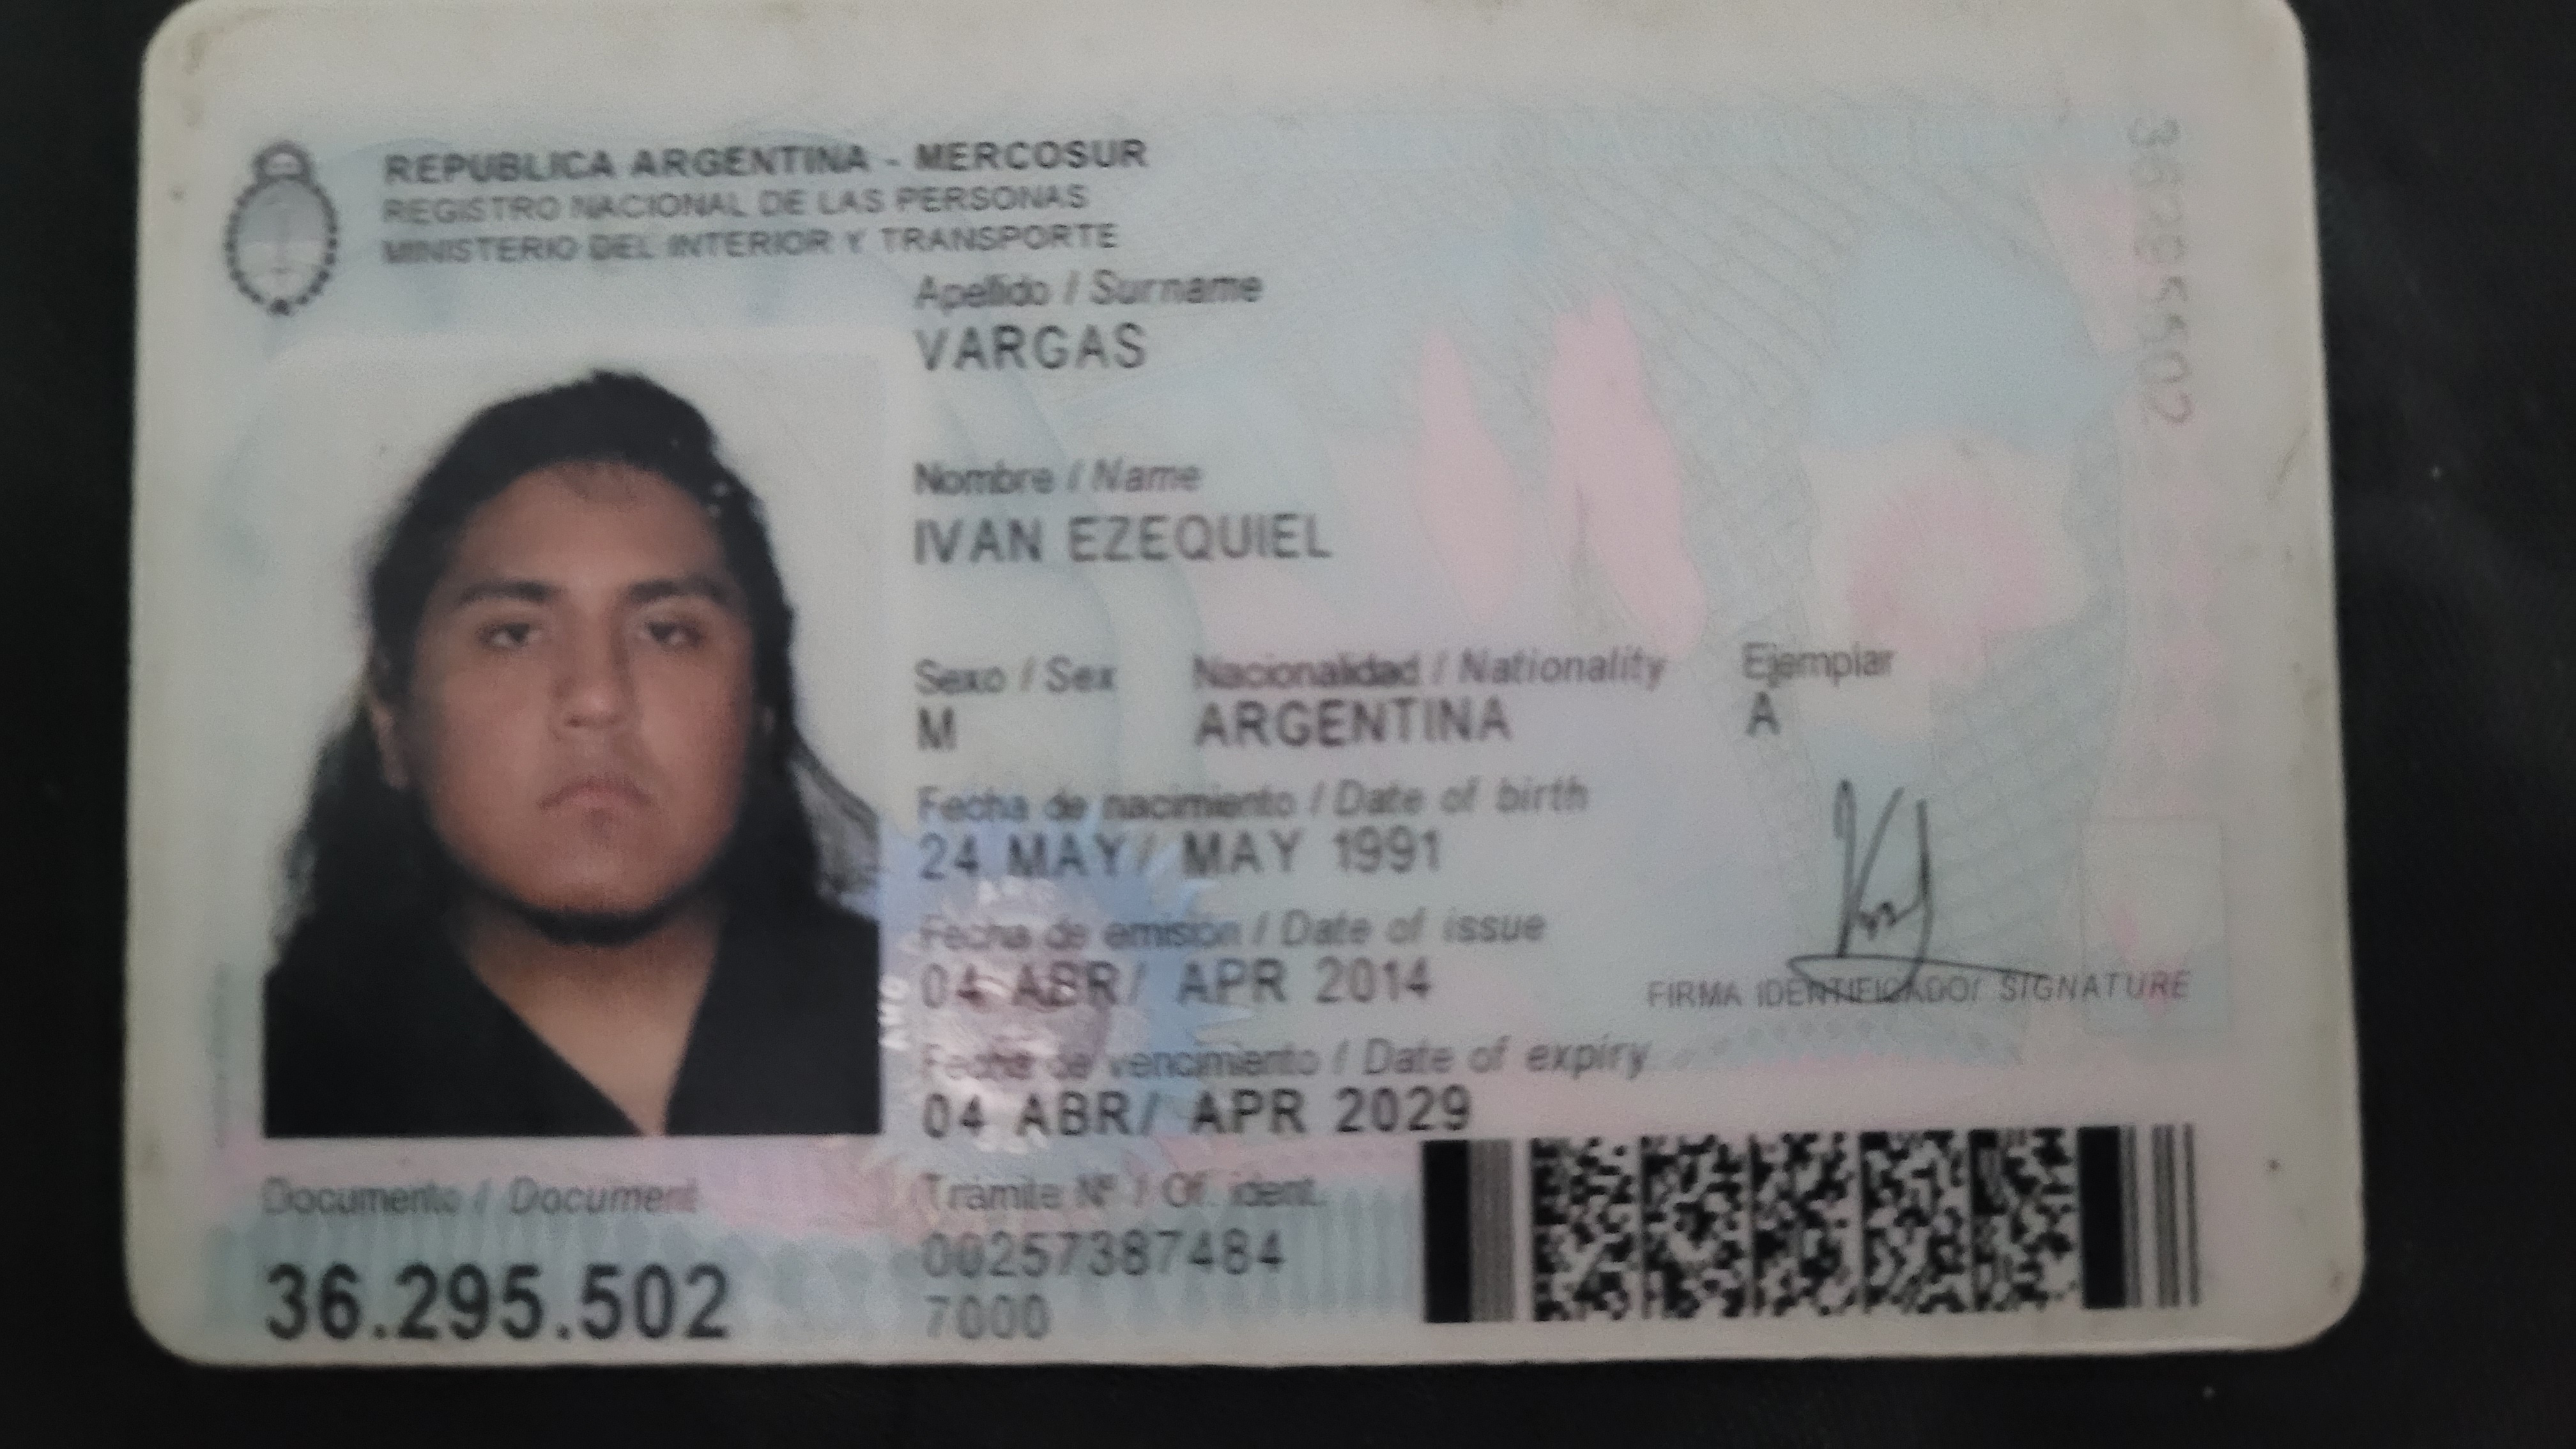 REPUBLICA ARGENTINA - MERCOSUR
REGISTRO NACIONAL DE LAS PERSONAS
MINISTERIO DEL INTERIOR Y TRANSPORTE
Apellido / Surname
VARGAS
Nombre / Name
IVAN EZEQUIEL
Sexo / Sex Nacionalidad / Nationality Ejemplar
M ARGENTINA A
Fecha de nacimiento / Date of birth
24 MAY/ MAY 1991
Fecha de emisión / Date of issue
04 ABR/ APR 2014
Fecha de vencimiento / Date of expiry
04 ABR/ APR 2029
FIRMA IDENTIFICADO/ SIGNATURE
Documento / Document
36.295.502
Trámite Nº / Of. ident.
00257387484
7000
36295502